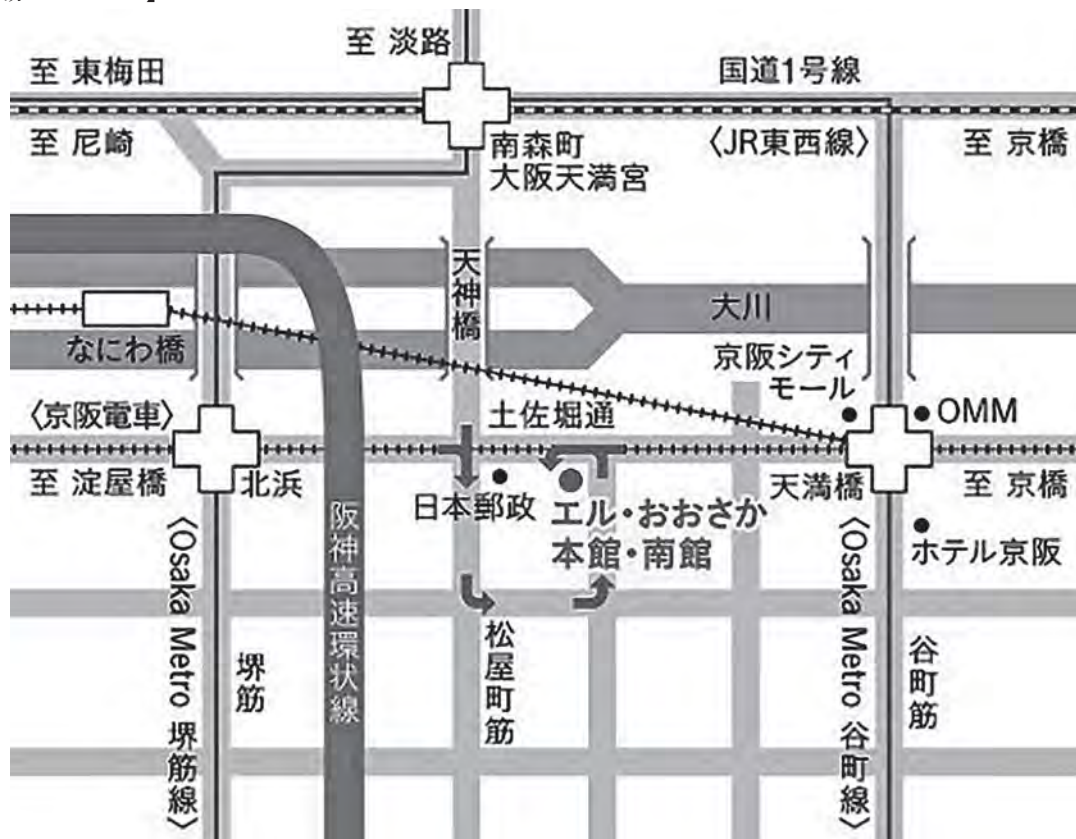 至 淡路
至 東梅田
国道1号線
至 尼崎
南森町
大阪天満宮
〈JR東西線〉
至 京橋
天神橋
大川
なにわ橋
京阪シティ
モール
〈京阪電車〉
土佐堀通
OMM
至 淀屋橋
北浜
日本郵政
エル・おおさか
本館・南館
天満橋
至 京橋
ホテル京阪
阪神高速環状線
〈Osaka Metro 堺筋線〉
堺筋
松屋町筋
〈Osaka Metro 谷町線〉
谷町筋